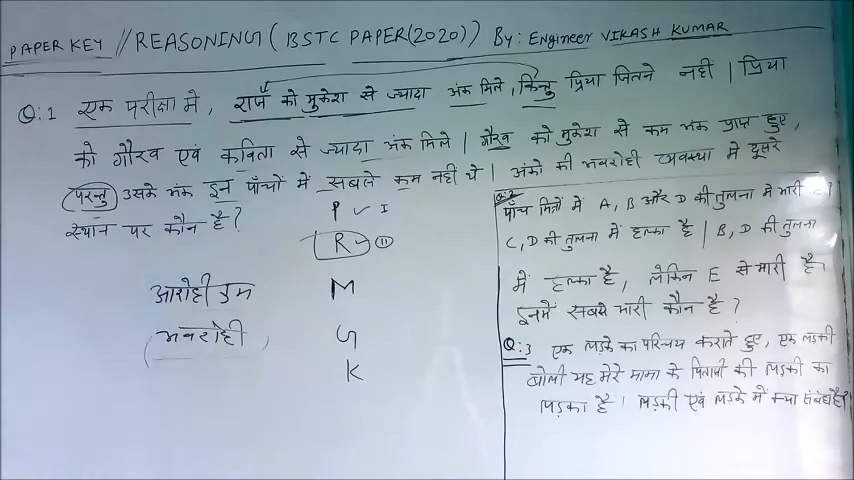 PAPER KEY // REASONING ( BSTC PAPER(2020) ) By: Engineer VIKASH KUMAR
Q:1 एक परीक्षा में, राज को मुकेश से ज्यादा अंक मिले, किन्तु प्रिया जितने नहीं | प्रिया
को गौरव एवं कविता से ज्यादा अंक मिले | गौरव को मुकेश से कम अंक प्राप्त हुए,
परन्तु उसके अंक इन पाँचों में सबसे कम नहीं थे | अंको की अवरोही व्यवस्था में दूसरे
स्थान पर कौन है ?
P ✓ I
R ✓ II
आरोही क्रम M
अवरोही G
K
Q:2
पाँच मित्रों में A, B और D की तुलना में भारी है
C, D की तुलना में हल्का है | B, D की तुलना
में हल्का है, लेकिन E से भारी है
इनमें सबसे भारी कौन है ?
Q:3 एक लड़के का परिचय कराते हुए, एक लड़की
बोली यह मेरे मामा के पिताजी की लड़की का
लड़का है । लड़की एवं लड़के में क्या संबंध है ?